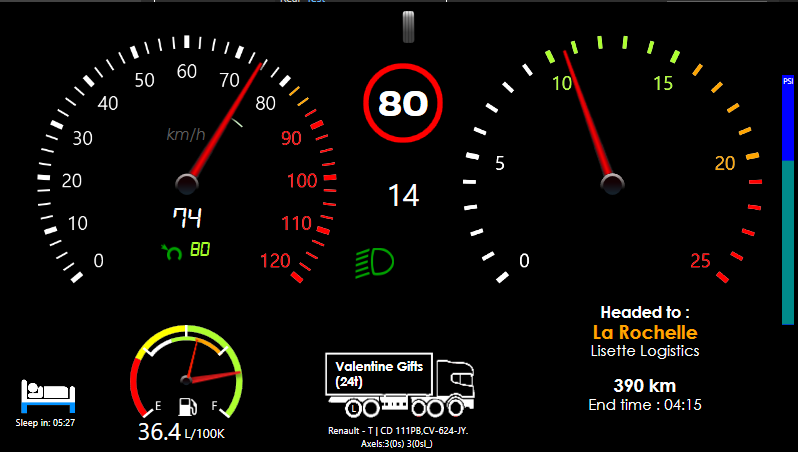 Test
0
10
20
30
40
50
60
70
80
90
100
110
120
km/h
74
80
80
14
0
5
10
15
20
25
PSI
Headed to :
La Rochelle
Lisette Logistics
390 km
End time : 04:15
E
F
36.4 L/100K
Sleep in: 05:27
Valentine Gifts
(24t)
L
Renault - T | CD 111PB,CV-624-JY.
Axels:3(0s) 3(0sl_)